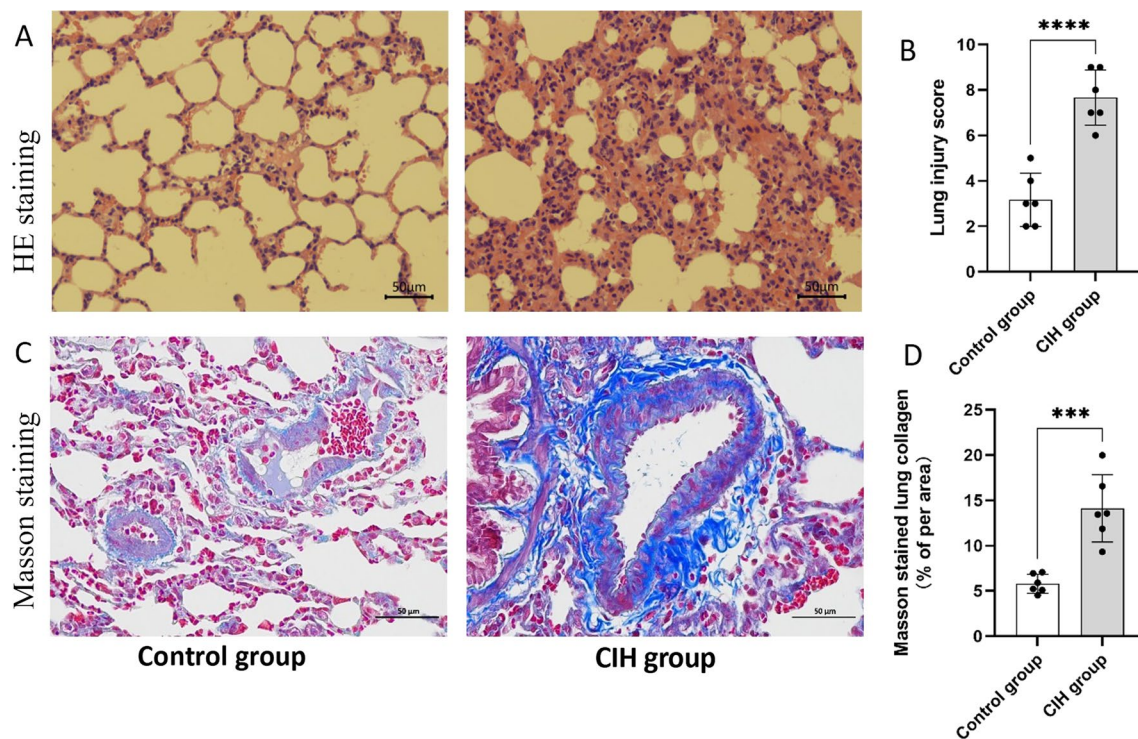 A
HE staining
50μm
50μm
B
****
Lung injury score
10
8
6
4
2
0
Control group
CIH group
C
Masson staining
50 μm
50 μm
Control group
CIH group
D
***
Masson stained lung collagen
(% of per area)
25
20
15
10
5
0
Control group
CIH group